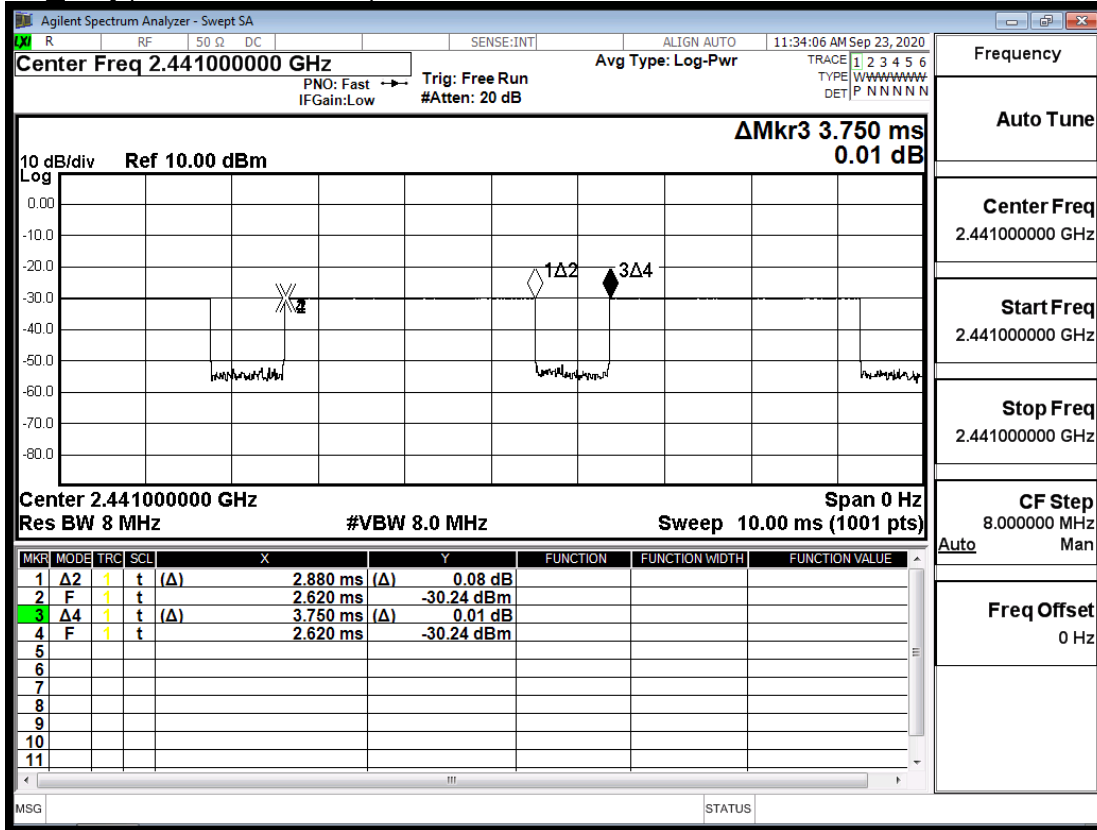 Agilent Spectrum Analyzer - Swept SA
LXI R RF 50 Ω DC SENSE:INT ALIGN AUTO 11:34:06 AM Sep 23, 2020
Center Freq 2.441000000 GHz
PNO: Fast
IFGain:Low
Trig: Free Run
#Atten: 20 dB
Avg Type: Log-Pwr
TRACE 1 2 3 4 5 6
TYPE WWWWWW
DET P N N N N N
ΔMkr3 3.750 ms
0.01 dB
10 dB/div Ref 10.00 dBm
Log
0.00
-10.0
-20.0
-30.0
-40.0
-50.0
-60.0
-70.0
-80.0
1Δ2
3Δ4
Center 2.441000000 GHz Span 0 Hz
Res BW 8 MHz #VBW 8.0 MHz Sweep 10.00 ms (1001 pts)
MKR MODE TRC SCL X Y FUNCTION FUNCTION WIDTH FUNCTION VALUE
1 Δ2 1 t (Δ) 2.880 ms (Δ) 0.08 dB
2 F 1 t 2.620 ms -30.24 dBm
3 Δ4 1 t (Δ) 3.750 ms (Δ) 0.01 dB
4 F 1 t 2.620 ms -30.24 dBm
5
6
7
8
9
10
11
MSG STATUS
Frequency
Auto Tune
Center Freq
2.441000000 GHz
Start Freq
2.441000000 GHz
Stop Freq
2.441000000 GHz
CF Step
8.000000 MHz
Auto Man
Freq Offset
0 Hz